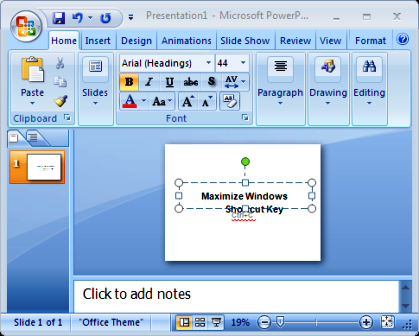 Presentation1 - Microsoft PowerP...
Home Insert Design Animations Slide Show Review View Format
Paste
Slides
Arial (Headings) 44
B I U abc S AV
A Aa A A
Paragraph Drawing Editing
Clipboard Font
1
Maximize Windows
Shortcut Key
Ctrl+C
Click to add notes
Slide 1 of 1 "Office Theme" 19%